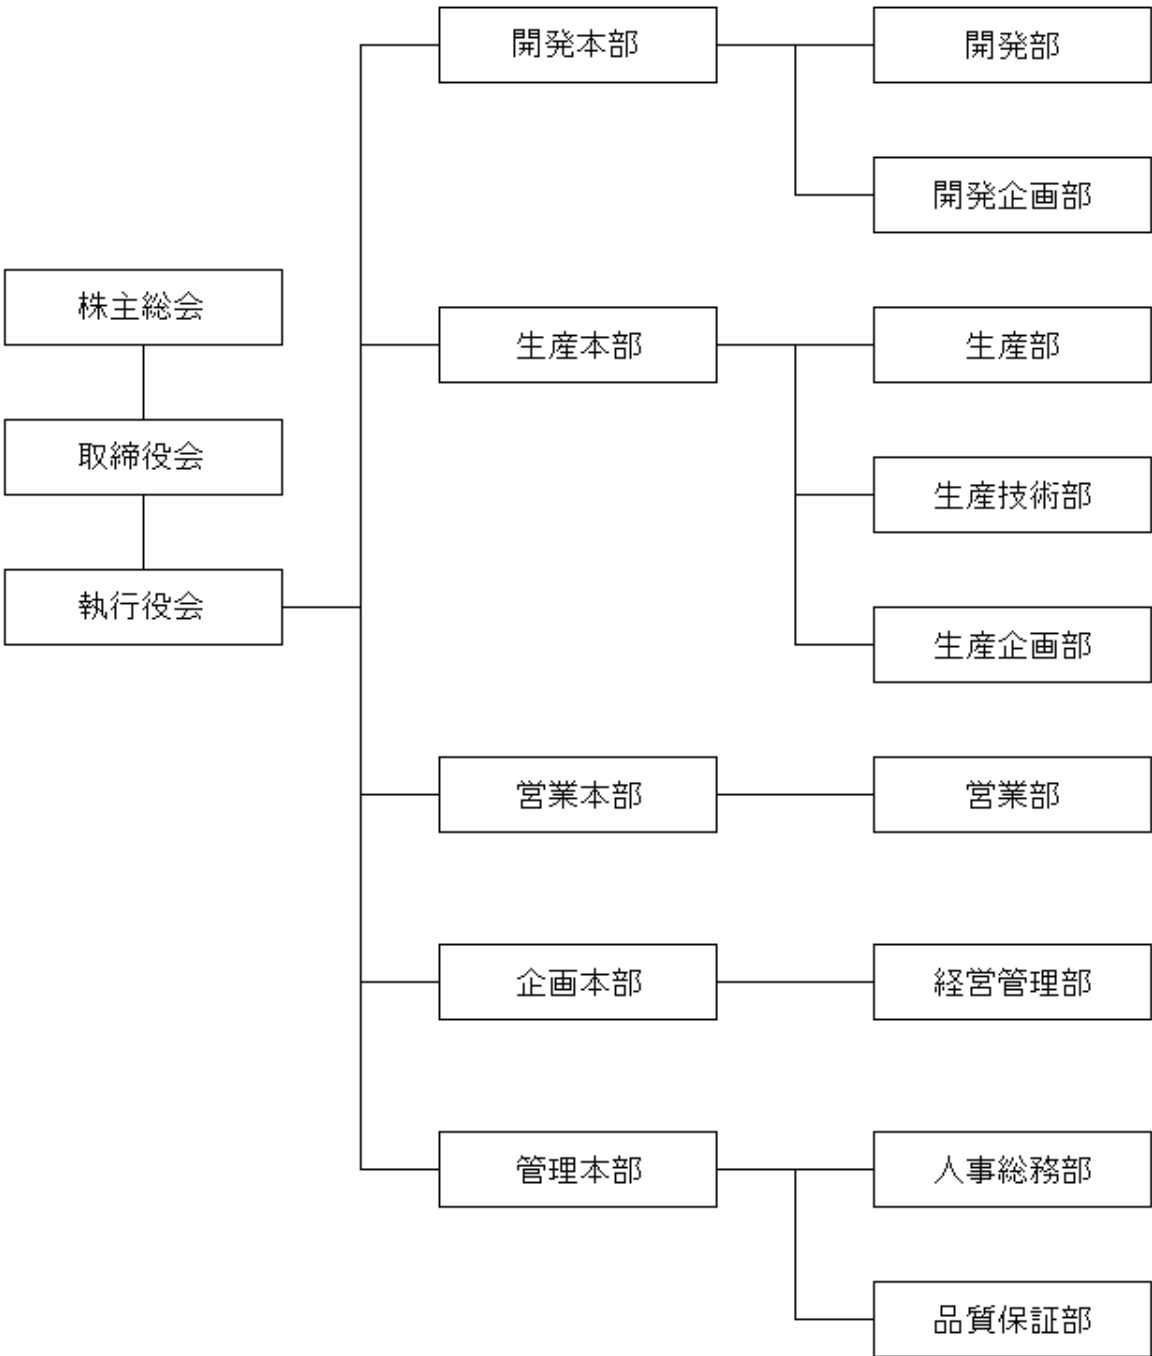 株主総会
取締役会
執行役会
開発本部
開発部
開発企画部
生産本部
生産部
生産技術部
生産企画部
営業本部
営業部
企画本部
経営管理部
管理本部
人事総務部
品質保証部